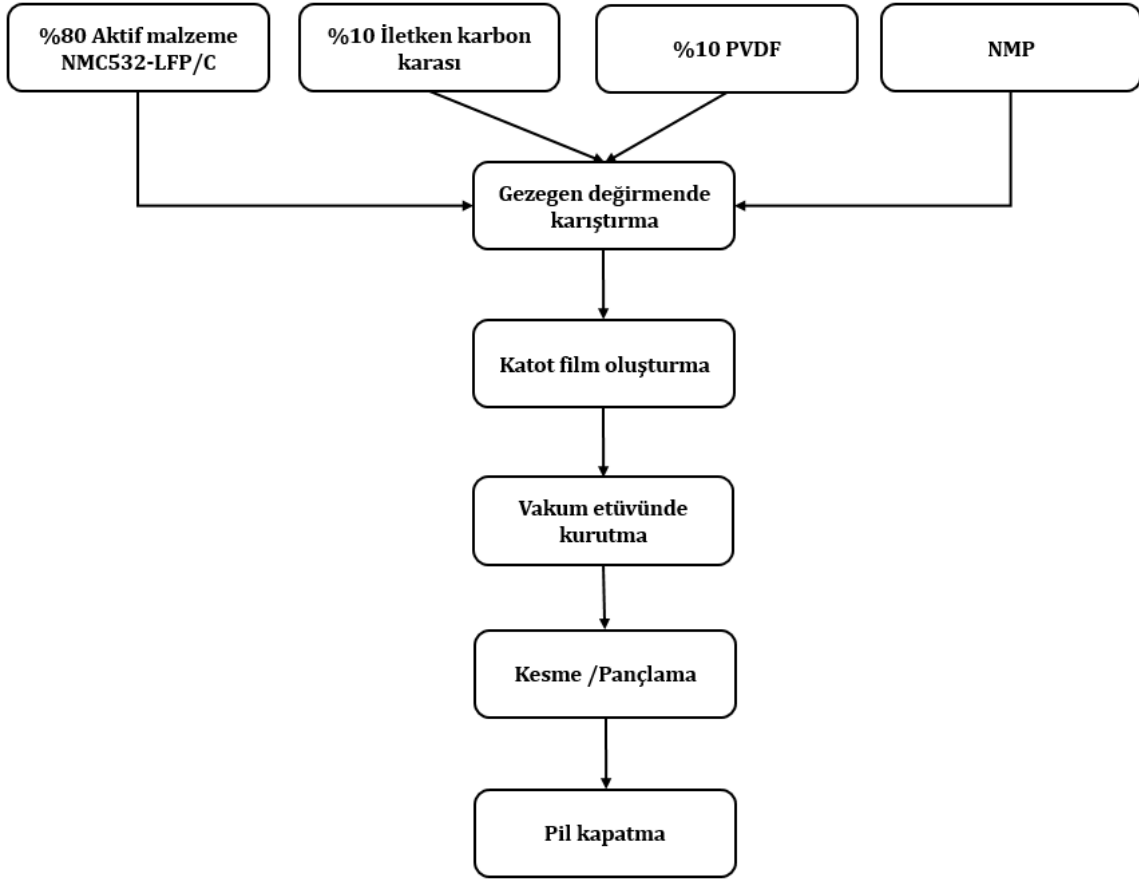 %80 Aktif malzeme
NMC532-LFP/C
%10 İletken karbon
karası
%10 PVDF
NMP
Gezegen değirmende
karıştırma
Katot film oluşturma
Vakum etüvünde
kurutma
Kesme /Pançlama
Pil kapatma